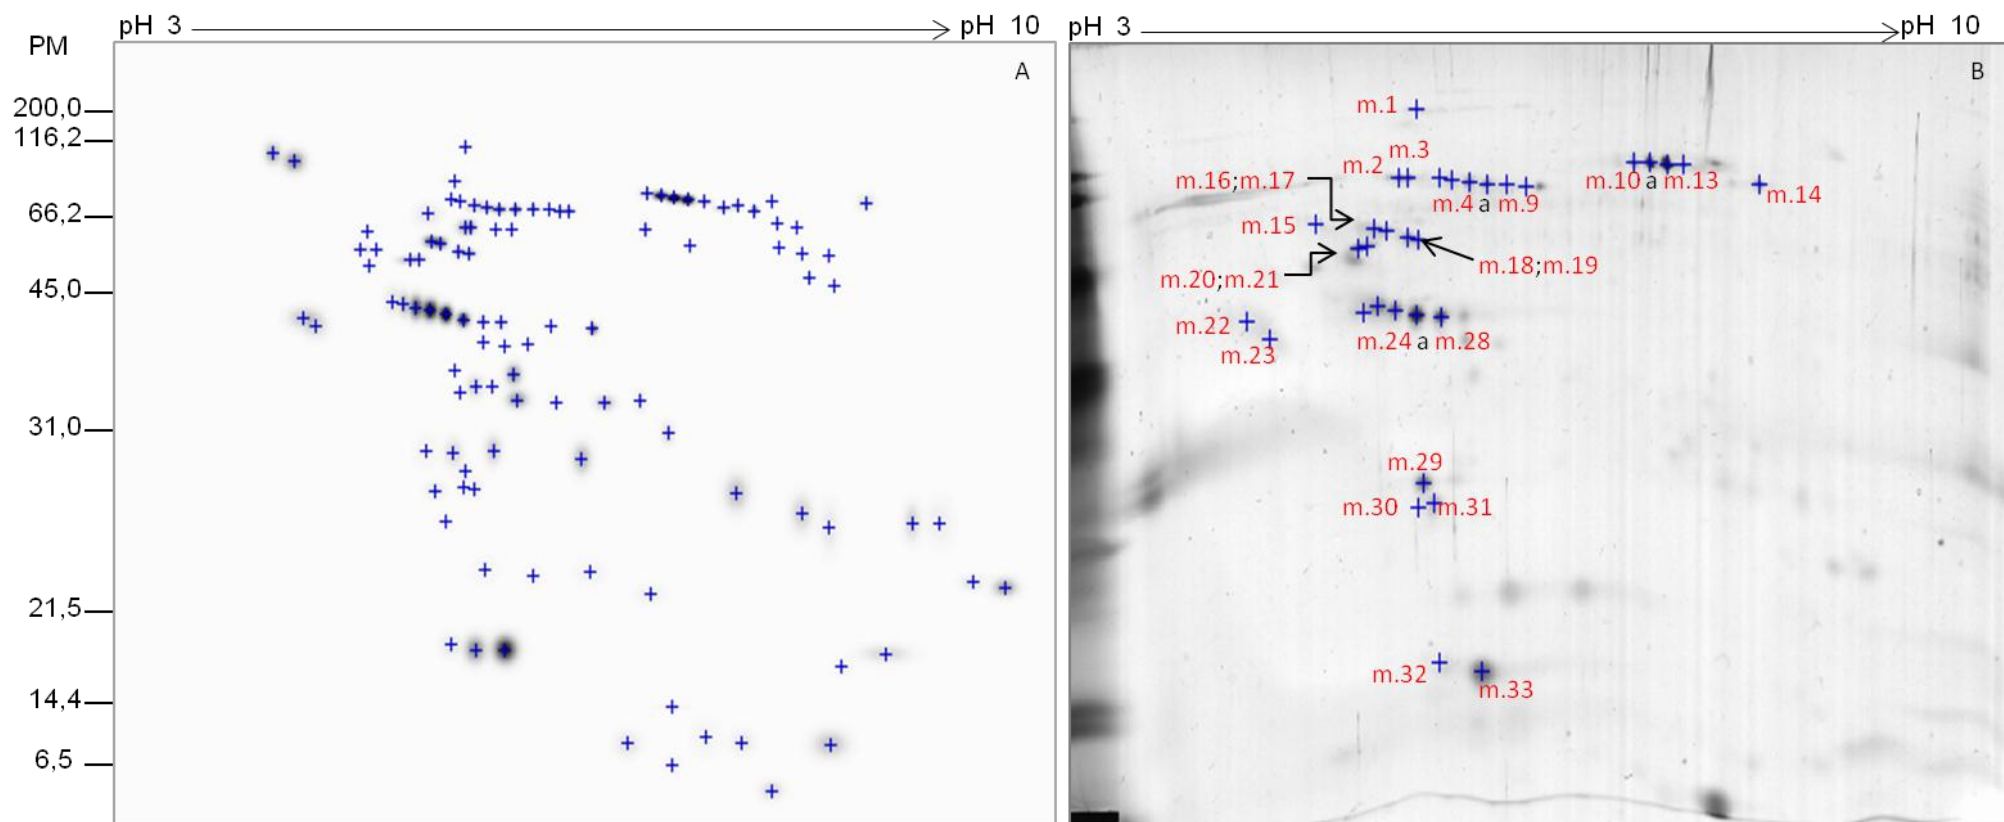 pH 3 pH 10
PM
A
200,0
116,2
66,2
45,0
31,0
21,5
14,4
6,5
pH 3 pH 10
B
m.1
m.3
m.2
m.16;m.17
m.10 a m.13
m.14
m.4 a m.9
m.15
m.18;m.19
m.20;m.21
m.22
m.24 a m.28
m.23
m.29
m.30 m.31
m.32
m.33